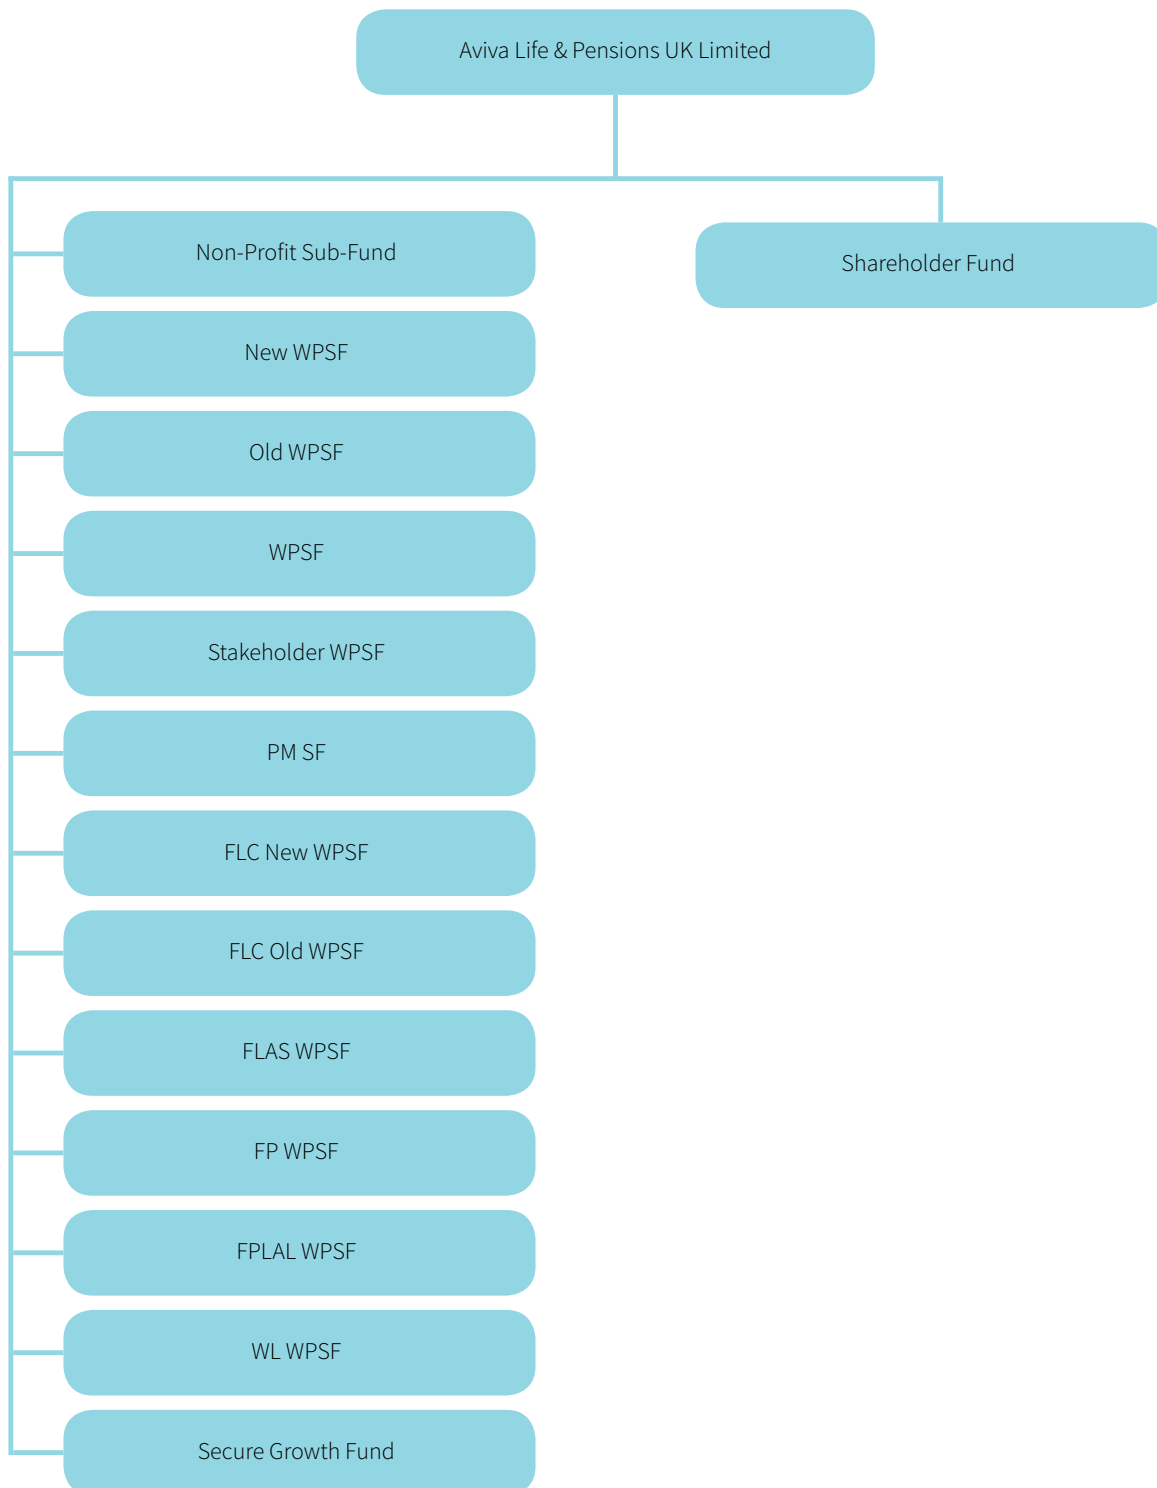 Aviva Life & Pensions UK Limited
Non-Profit Sub-Fund
Shareholder Fund
New WPSF
Old WPSF
WPSF
Stakeholder WPSF
PM SF
FLC New WPSF
FLC Old WPSF
FLAS WPSF
FP WPSF
FPLAL WPSF
WL WPSF
Secure Growth Fund